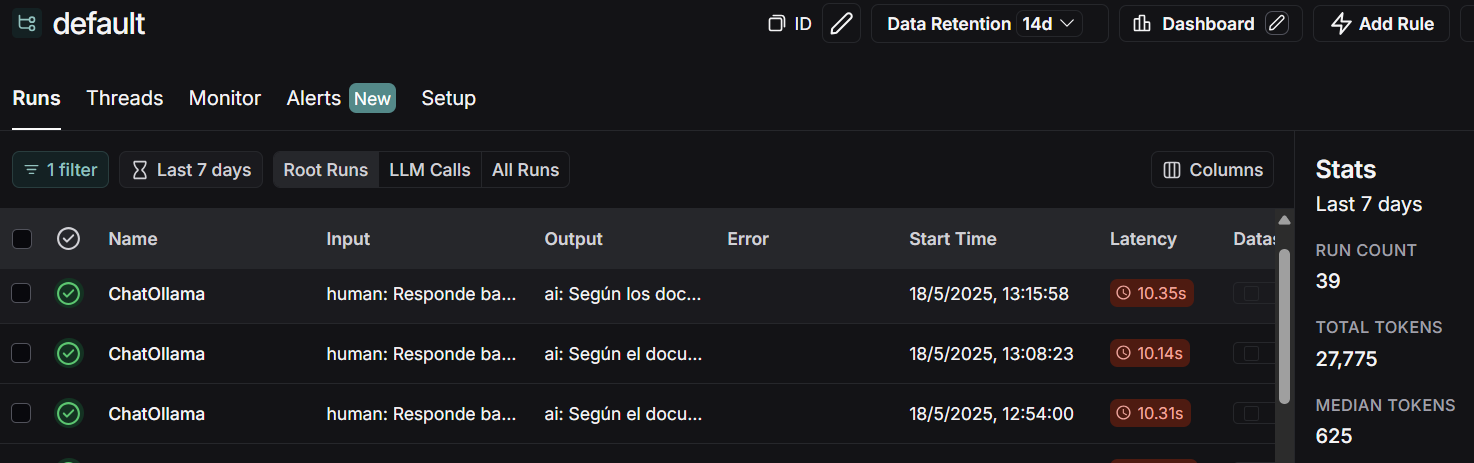 default
ID
Data Retention 14d
Dashboard
Add Rule
Runs Threads Monitor Alerts New Setup
1 filter Last 7 days Root Runs LLM Calls All Runs Columns
Name Input Output Error Start Time Latency
ChatOllama human: Responde ba... ai: Según los doc... 18/5/2025, 13:15:58 10.35s
ChatOllama human: Responde ba... ai: Según el docu... 18/5/2025, 13:08:23 10.14s
ChatOllama human: Responde ba... ai: Según el docu... 18/5/2025, 12:54:00 10.31s
Stats
Last 7 days
RUN COUNT
39
TOTAL TOKENS
27,775
MEDIAN TOKENS
625